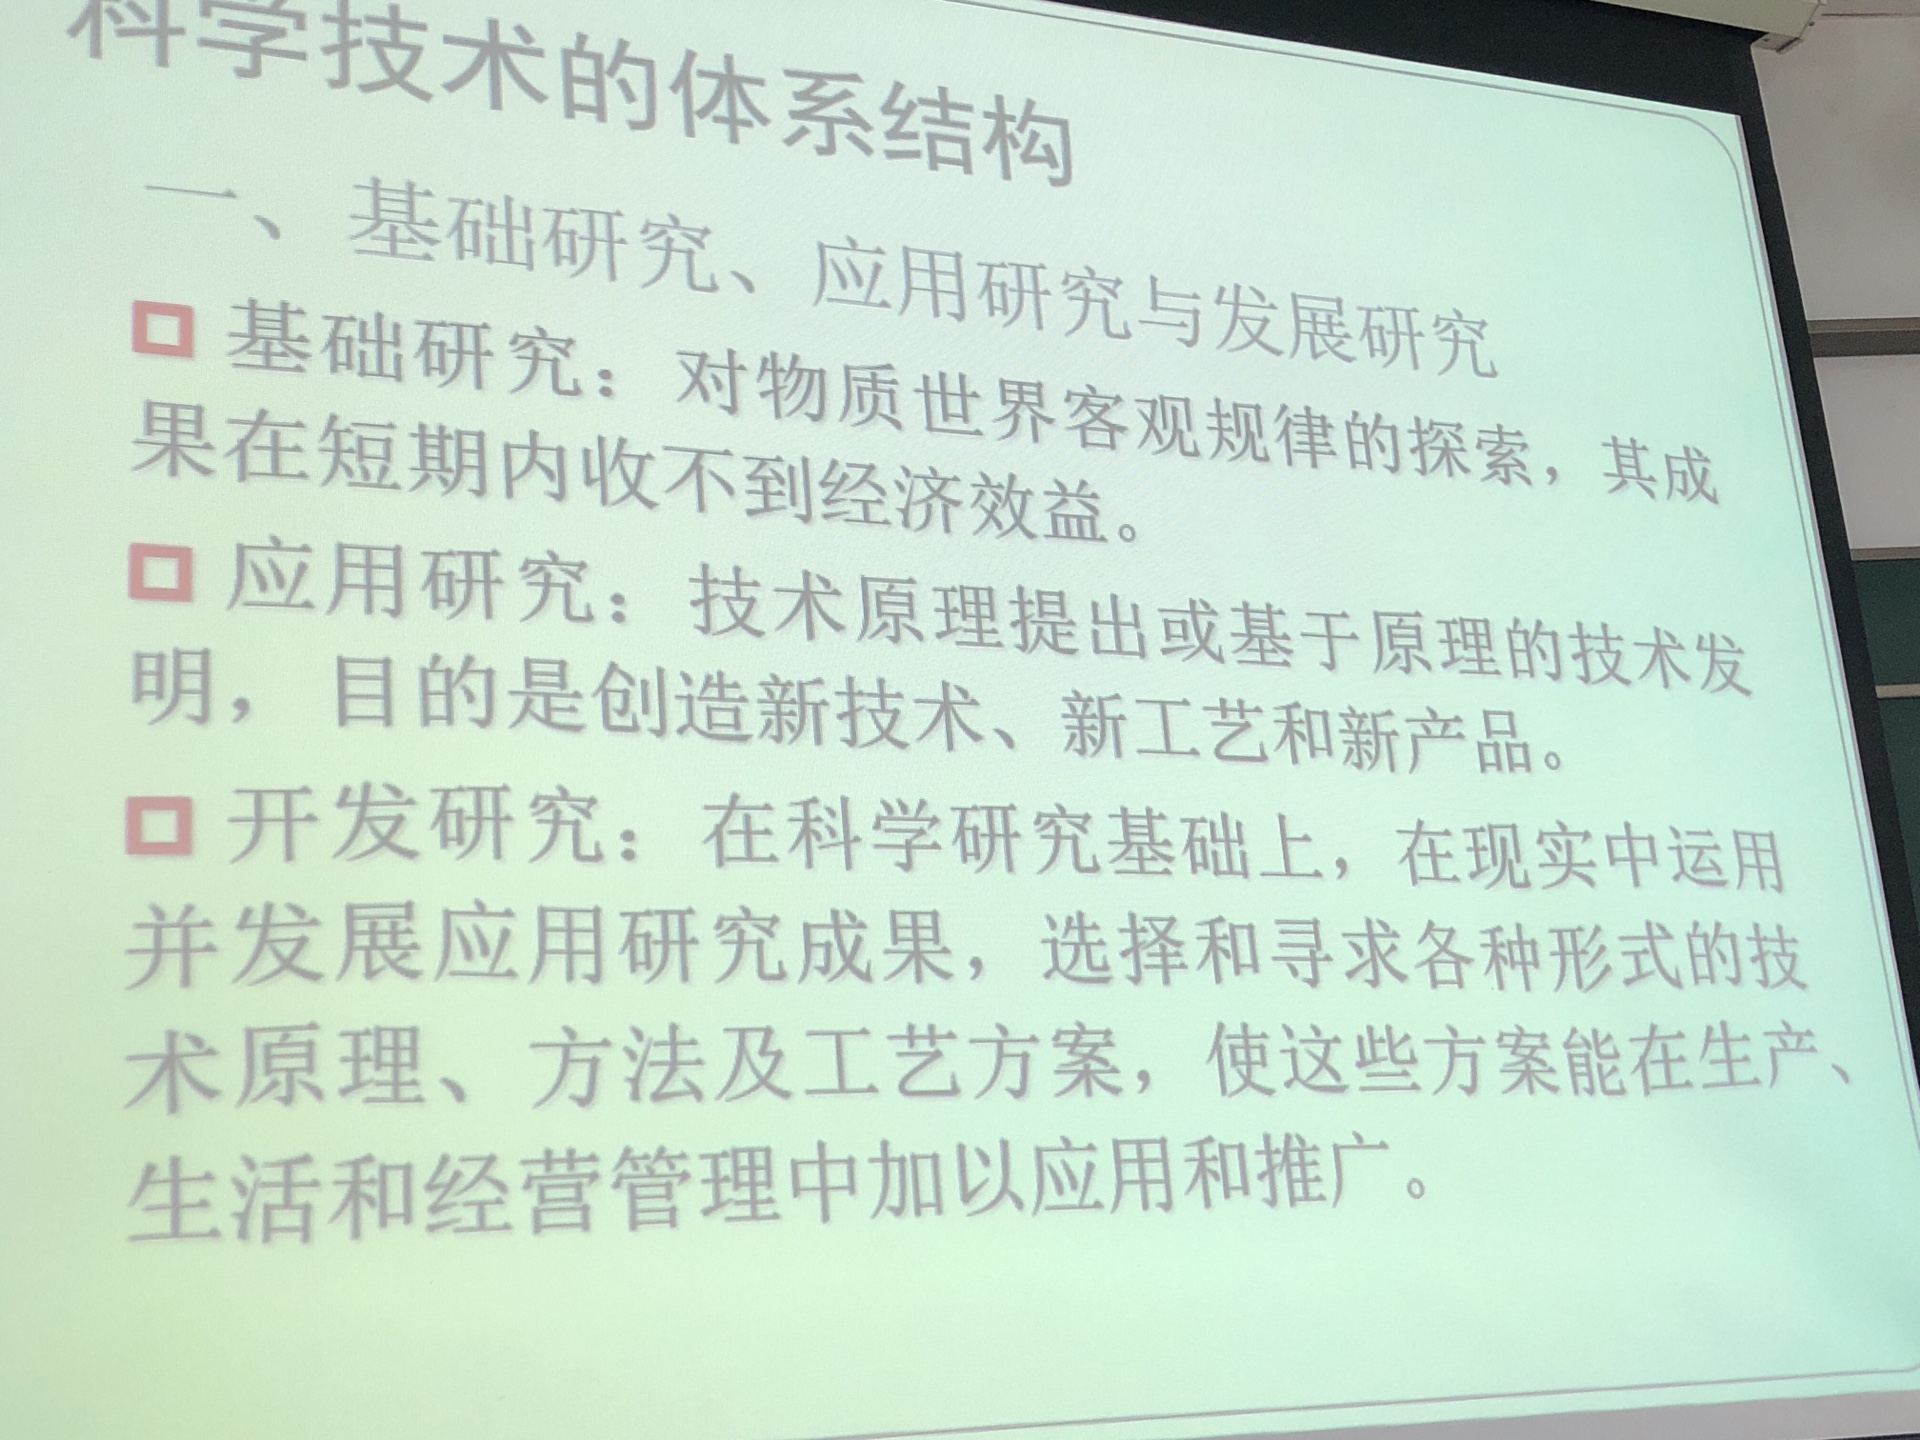 科学技术的体系结构
一、基础研究、应用研究与发展研究
基础研究：对物质世界客观规律的探索，其成
果在短期内收不到经济效益。
应用研究：技术原理提出或基于原理的技术发
明，目的是创造新技术、新工艺和新产品。
开发研究：在科学研究基础上，在现实中运用
并发展应用研究成果，选择和寻求各种形式的技
术原理、方法及工艺方案，使这些方案能在生产、
生活和经营管理中加以应用和推广。